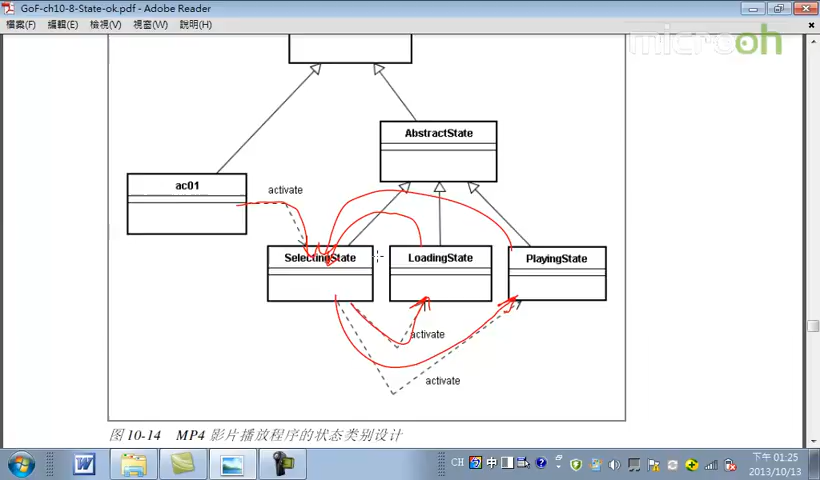 GoF-ch10-8-State-ok.pdf - Adobe Reader
檔案(F) 編輯(E) 檢視(V) 視窗(W) 說明(H)
microoh
AbstractState
ac01
activate
SelectingState
LoadingState
PlayingState
activate
activate
图 10-14 MP4 影片播放程序的状态类别设计
CH 中
下午 01:25
2013/10/13